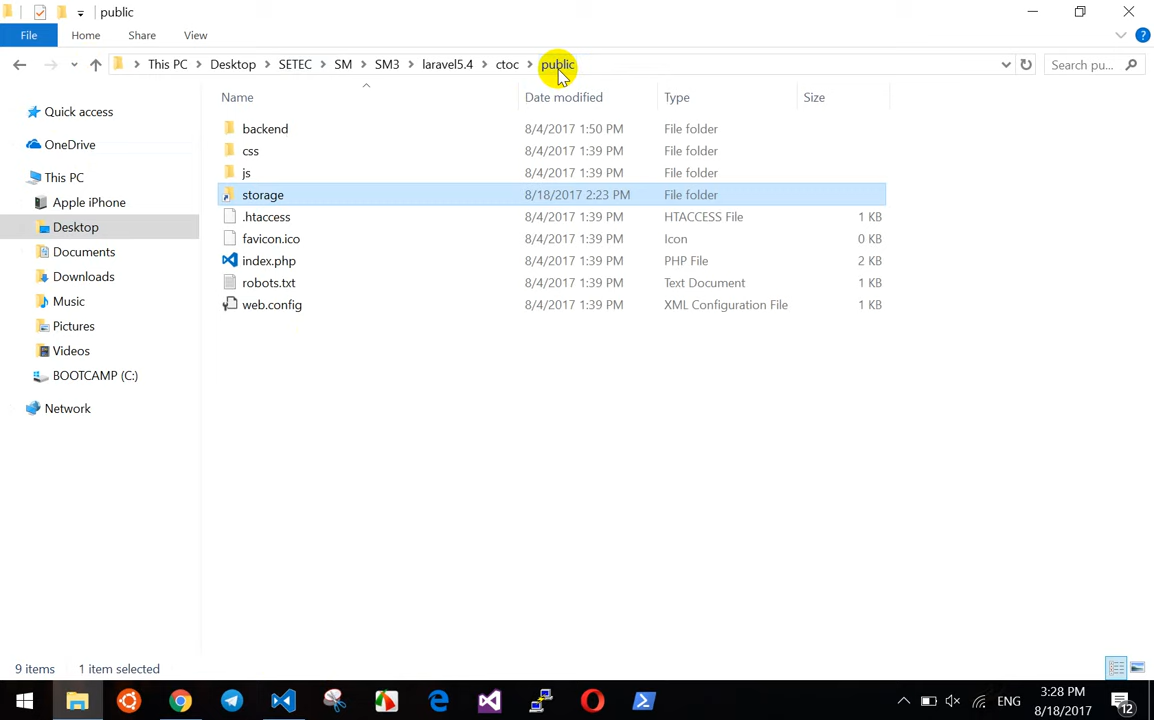 public
File Home Share View
This PC Desktop SETEC SM SM3 laravel5.4 ctoc public Search pu...
Name Date modified Type Size
Quick access
OneDrive
This PC
Apple iPhone
Desktop
Documents
Downloads
Music
Pictures
Videos
BOOTCAMP (C:)
Network
backend 8/4/2017 1:50 PM File folder
css 8/4/2017 1:39 PM File folder
js 8/4/2017 1:39 PM File folder
storage 8/18/2017 2:23 PM File folder
.htaccess 8/4/2017 1:39 PM HTACCESS File 1 KB
favicon.ico 8/4/2017 1:39 PM Icon 0 KB
index.php 8/4/2017 1:39 PM PHP File 2 KB
robots.txt 8/4/2017 1:39 PM Text Document 1 KB
web.config 8/4/2017 1:39 PM XML Configuration File 1 KB
9 items 1 item selected
ENG
3:28 PM
8/18/2017
12